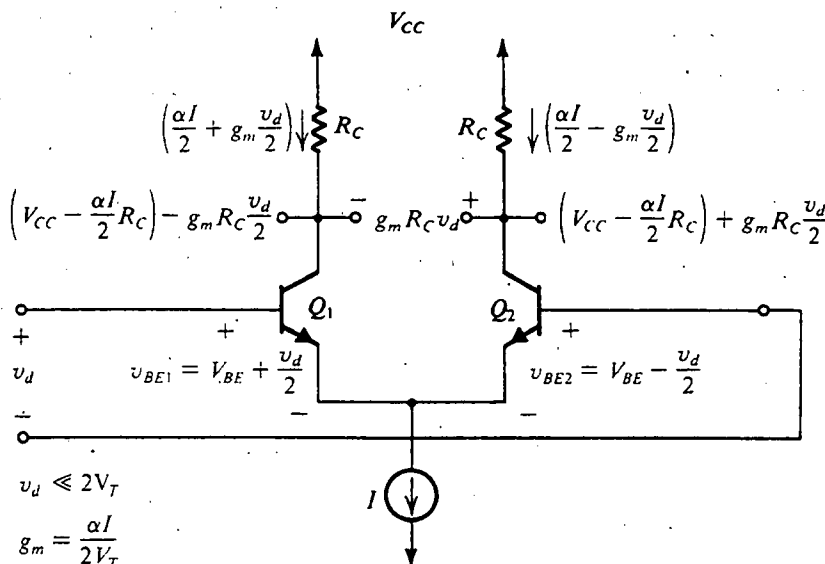 V_CC
(αI/2 + g_m v_d/2) ↓ R_C
R_C ↓ (αI/2 − g_m v_d/2)
(V_CC − αI/2 R_C) − g_m R_C v_d/2
− g_m R_C v_d +
(V_CC − αI/2 R_C) + g_m R_C v_d/2
Q_1
Q_2
+
+
+
v_d
−
v_BE1 = V_BE + v_d/2
−
v_BE2 = V_BE − v_d/2
−
v_d ≪ 2V_T
I
g_m = αI/2V_T